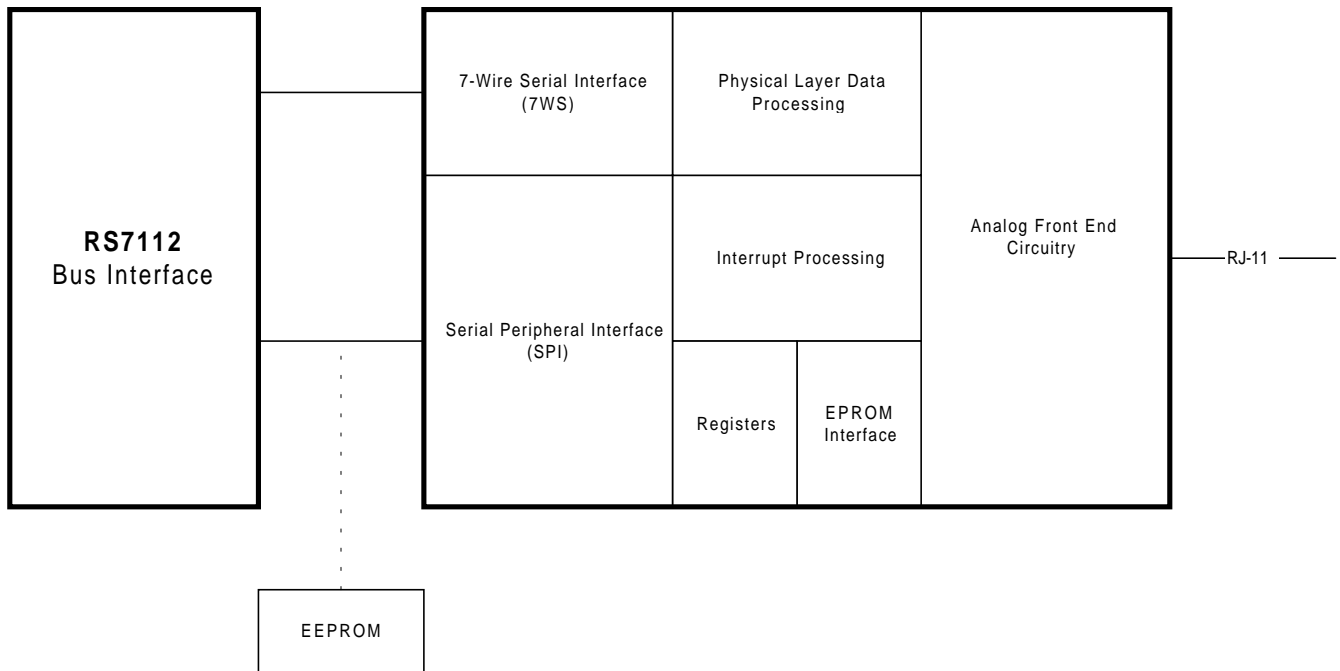 7-Wire Serial Interface
(7WS)
Physical Layer Data
Processing
RS7112
Bus Interface
Analog Front End
Circuitry
Interrupt Processing
RJ-11
Serial Peripheral Interface
(SPI)
Registers
EPROM
Interface
EEPROM